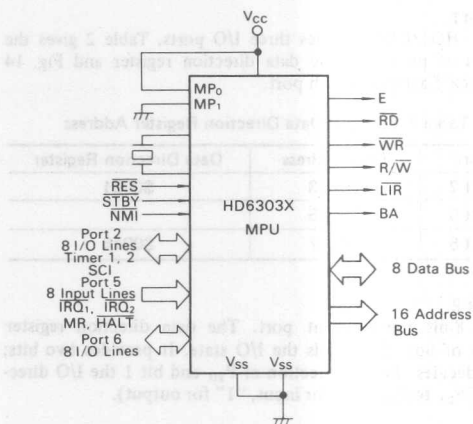 Vcc
MP0
MP1
RES
STBY
NMI
Port 2
8 I/O Lines
Timer 1, 2
SCI
Port 5
8 Input Lines
IRQ1, IRQ2
MR, HALT
Port 6
8 I/O Lines
HD6303X
MPU
E
RD
WR
R/W
LIR
BA
8 Data Bus
16 Address
Bus
Vss Vss